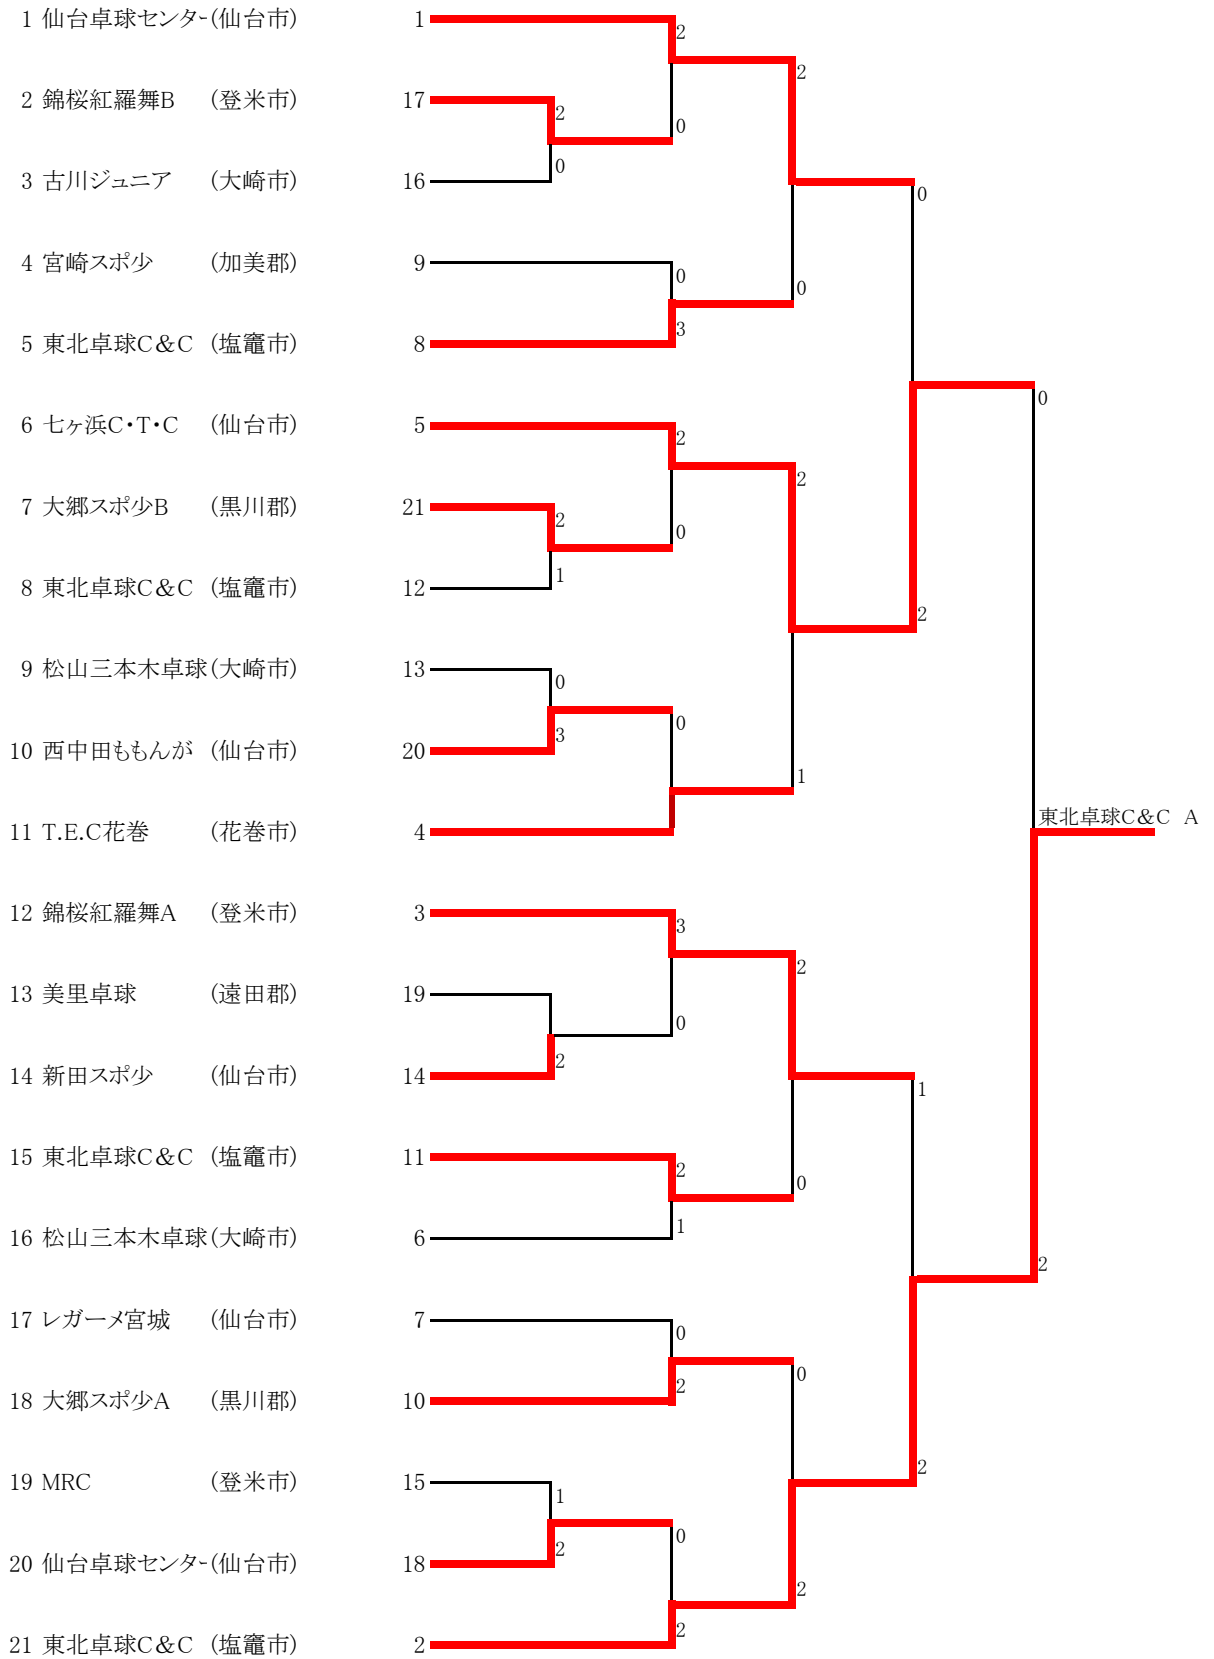 1 仙台卓球センター(仙台市) 1
2
2
2 錦桜紅羅舞B (登米市) 17
2
0
0
3 古川ジュニア (大崎市) 16
0
4 宮崎スポ少 (加美郡) 9
0
0
3
5 東北卓球C&C (塩竈市) 8
0
6 七ヶ浜C・T・C (仙台市) 5
2
2
7 大郷スポ少B (黒川郡) 21
2
0
1
8 東北卓球C&C (塩竈市) 12
2
9 松山三本木卓球(大崎市) 13
0
0
3
10 西中田ももんが (仙台市) 20
1
東北卓球C&C A
11 T.E.C花巻 (花巻市) 4
12 錦桜紅羅舞A (登米市) 3
3
2
13 美里卓球 (遠田郡) 19
0
2
14 新田スポ少 (仙台市) 14
1
15 東北卓球C&C (塩竈市) 11
2
0
1
16 松山三本木卓球(大崎市) 6
2
17 レガーメ宮城 (仙台市) 7
0
0
2
18 大郷スポ少A (黒川郡) 10
2
19 MRC (登米市) 15
1
0
2
20 仙台卓球センター(仙台市) 18
2
2
21 東北卓球C&C (塩竈市) 2